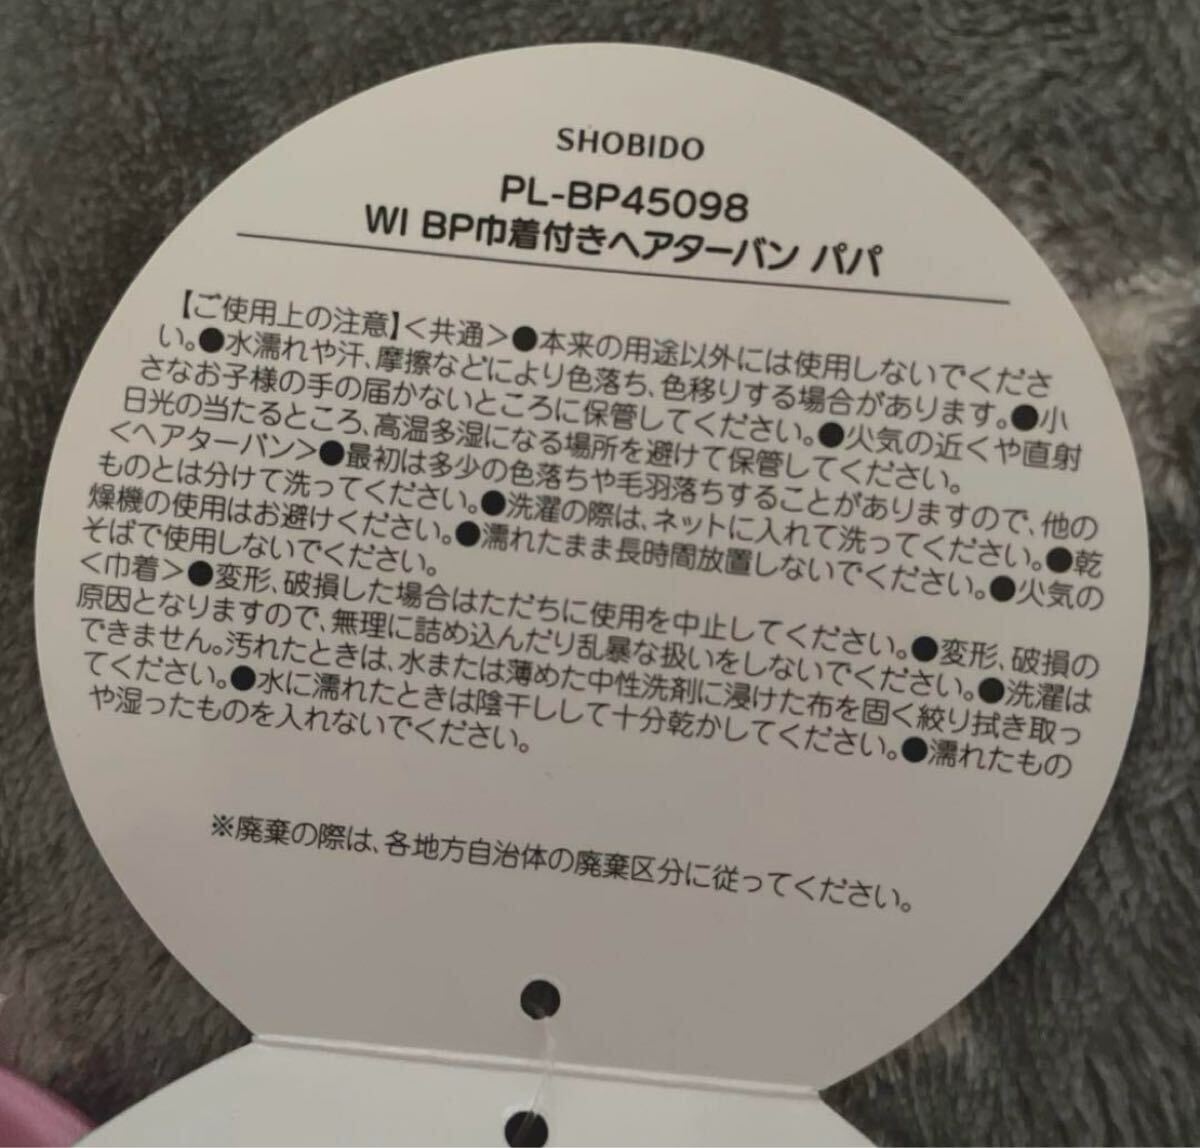 SHOBIDO
PL-BP45098
WI BP巾着付きヘアターバン パパ
【ご使用上の注意】<共通>●本来の用途以外には使用しないでくださ
い。●水濡れや汗、摩擦などにより色落ち、色移りする場合があります。●小
さなお子様の手の届かないところに保管してください。●火気の近くや直射
日光の当たるところ、高温多湿になる場所を避けて保管してください。
<ヘアターバン>●最初は多少の色落ちや毛羽落ちすることがありますので、他の
ものとは分けて洗ってください。●洗濯の際は、ネットに入れて洗ってください。●乾
燥機の使用はお避けください。●濡れたまま長時間放置しないでください。●火気の
そばで使用しないでください。
<巾着>●変形、破損した場合はただちに使用を中止してください。●変形、破損の
原因となりますので、無理に詰め込んだり乱暴な扱いをしないでください。●洗濯は
できません。汚れたときは、水または薄めた中性洗剤に浸けた布を固く絞り拭き取っ
てください。●水に濡れたときは陰干しして十分乾かしてください。●濡れたもの
や湿ったものを入れないでください。
※廃棄の際は、各地方自治体の廃棄区分に従ってください。